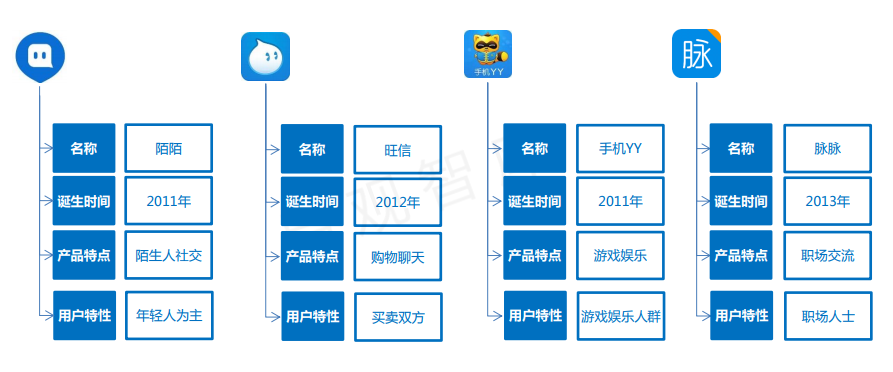 手机YY
脉
名称
陌陌
诞生时间
2011年
产品特点
陌生人社交
用户特性
年轻人为主
名称
旺信
诞生时间
2012年
产品特点
购物聊天
用户特性
买卖双方
名称
手机YY
诞生时间
2011年
产品特点
游戏娱乐
用户特性
游戏娱乐人群
名称
脉脉
诞生时间
2013年
产品特点
职场交流
用户特性
职场人士
观智